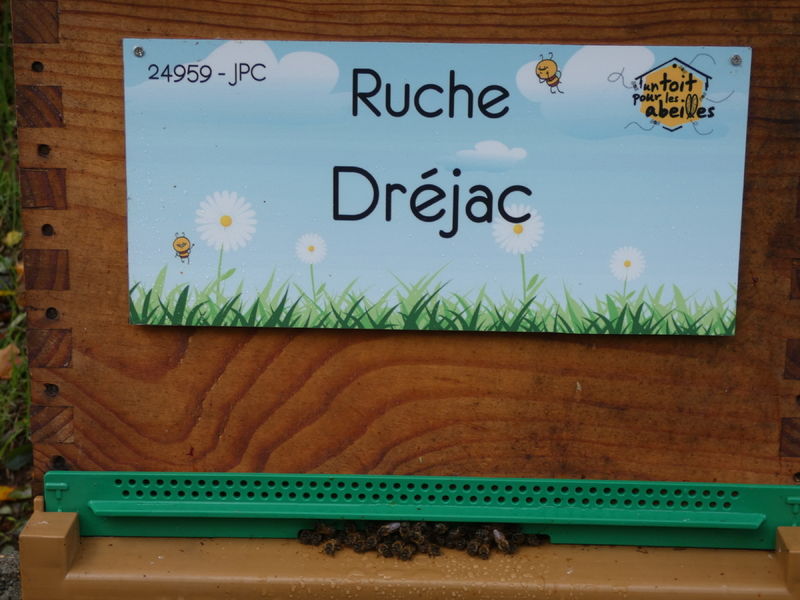 24959 - JPC
Ruche
un toit
pour les
abeilles
Dréjac